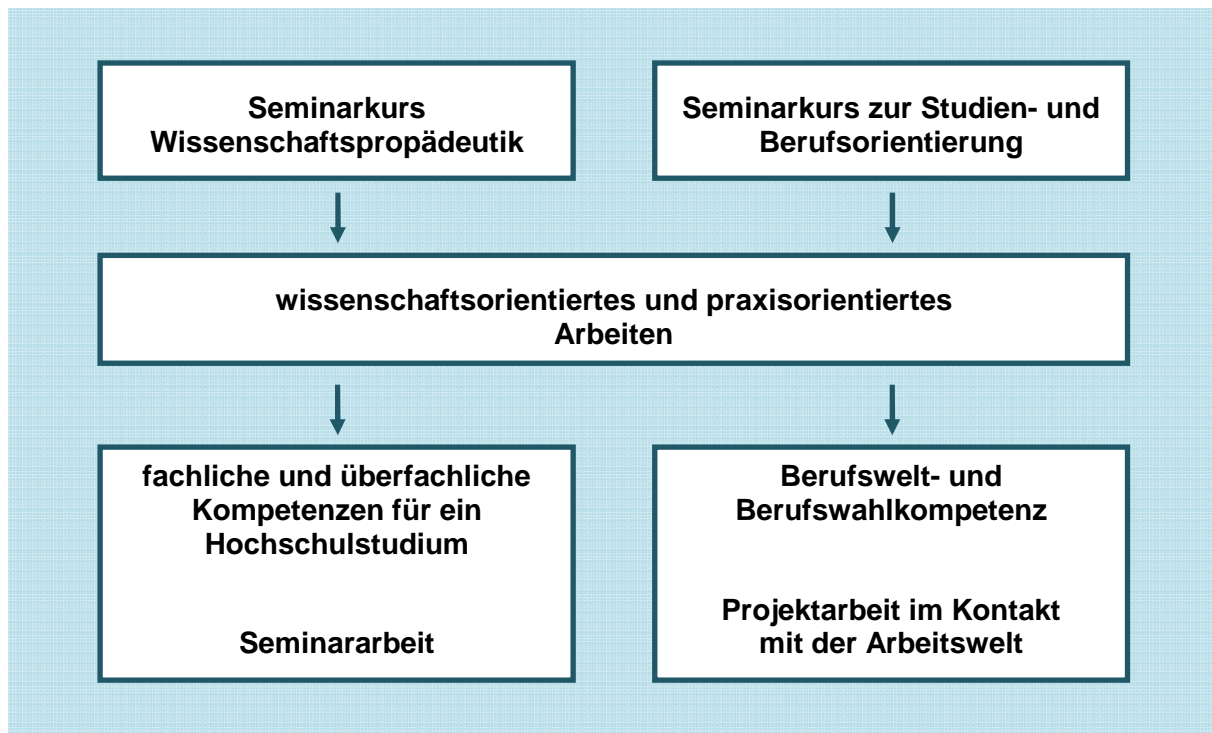 Seminarkurs
Wissenschaftspropädeutik
Seminarkurs zur Studien- und
Berufsorientierung
wissenschaftsorientiertes und praxisorientiertes
Arbeiten
fachliche und überfachliche
Kompetenzen für ein
Hochschulstudium
Seminararbeit
Berufswelt- und
Berufswahlkompetenz
Projektarbeit im Kontakt
mit der Arbeitswelt